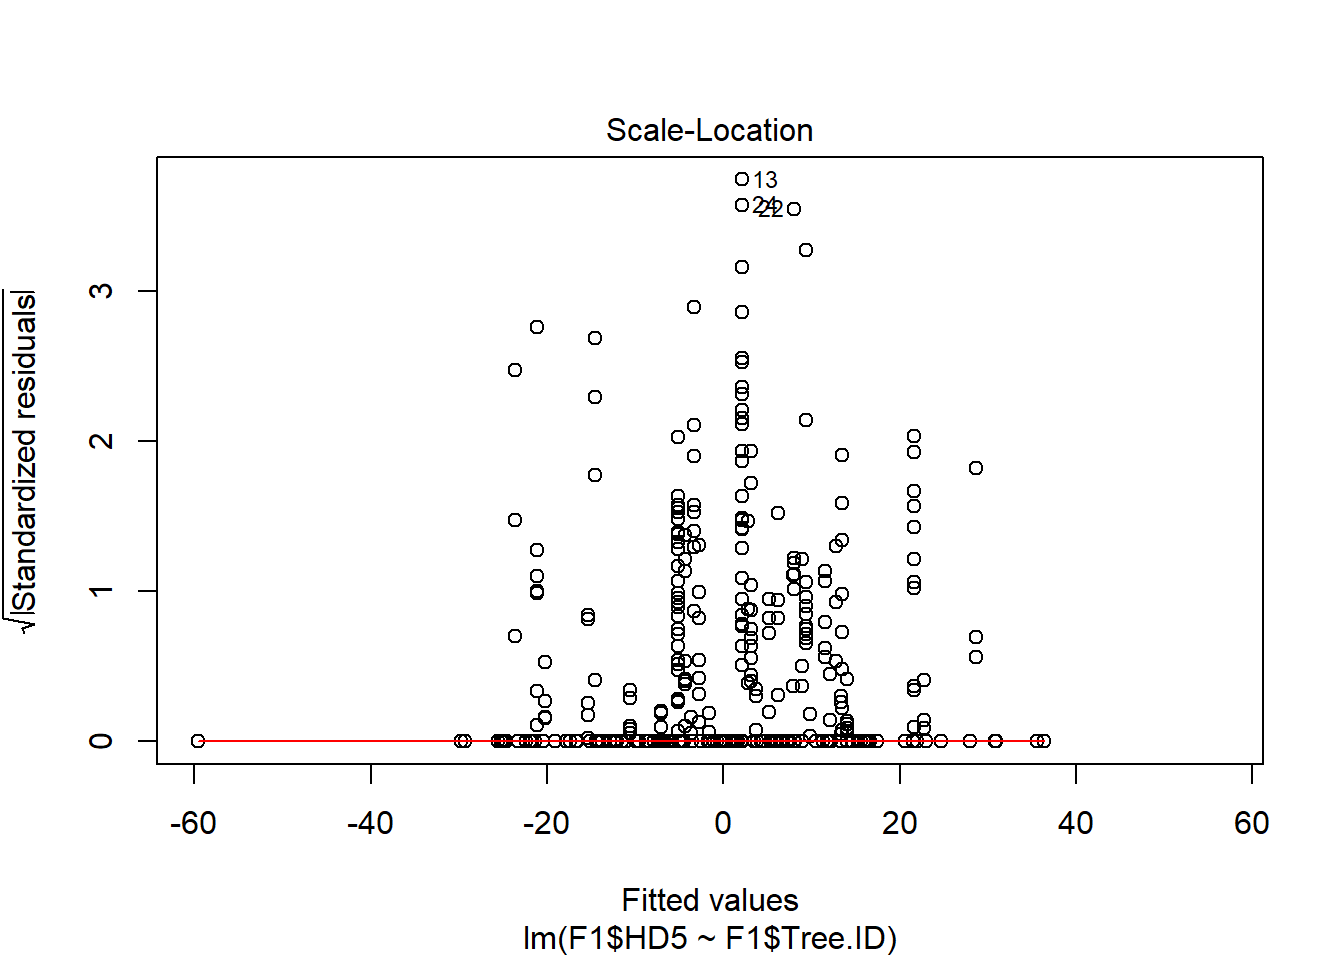 Scale-Location
13
24
22
3
2
1
0
√|Standardized residuals|
-60 -40 -20 0 20 40 60
Fitted values
lm(F1$HD5 ~ F1$Tree.ID)